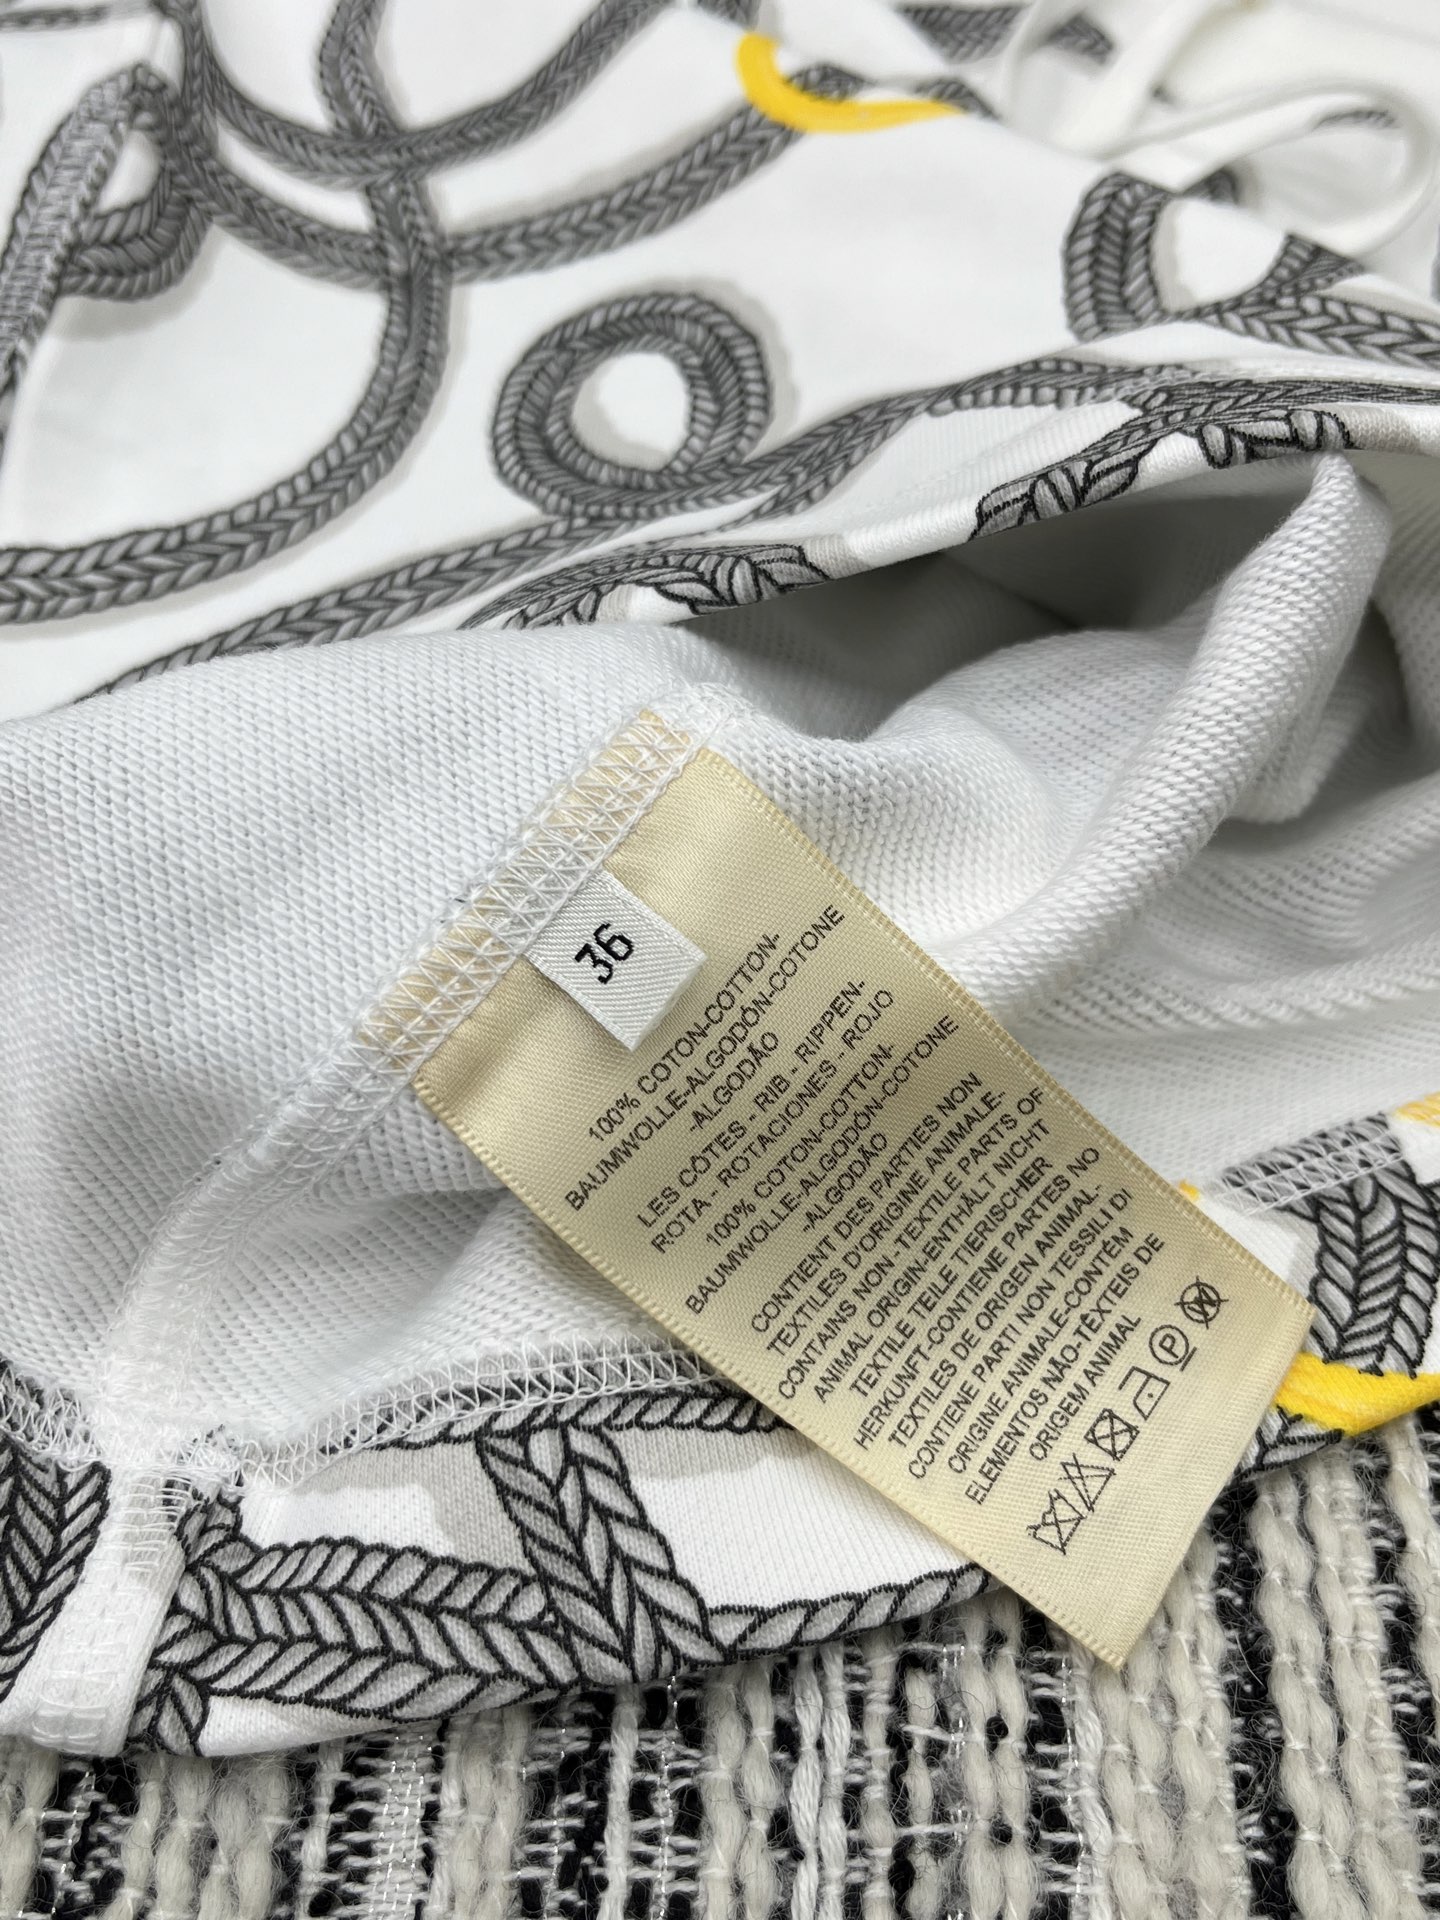 36
100% COTON-COTTON-
BAUMWOLLE-ALGODÓN-COTONE
-ALGODÃO
LES CÔTES - RIB - RIPPEN-
ROTA - ROTACIONES - ROJO
100% COTON-COTTON-
BAUMWOLLE-ALGODÓN-COTONE
-ALGODÃO
CONTIENT DES PARTIES NON
TEXTILES D'ORIGINE ANIMALE-
CONTAINS NON-TEXTILE PARTS OF
ANIMAL ORIGIN-ENTHÄLT NICHT
TEXTILE TEILE TIERISCHER
HERKUNFT-CONTIENE PARTES NO
TEXTILES DE ORIGEN ANIMAL-
CONTIENE PARTI NON TESSILI DI
ORIGINE ANIMALE-CONTÉM
ELEMENTOS NÃO-TÊXTEIS DE
ORIGEM ANIMAL
P W